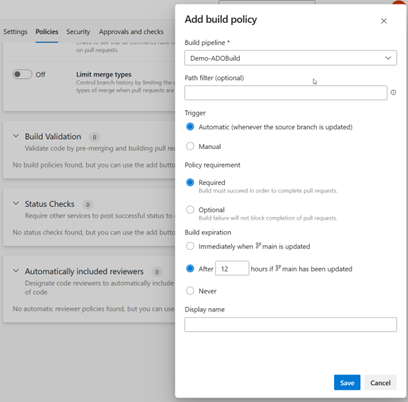 Settings Policies Security Approvals and checks
Check to see that all comments have
on pull requests.
Off
Limit merge types
Control branch history by limiting the
types of merge when pull requests are
Build Validation 0
Validate code by pre-merging and building pull
No build policies found, but you can use the add butto
Status Checks 0
Require other services to post successful status to
No status checks found, but you can use the add butto
Automatically included reviewers 0
Designate code reviewers to automatically
of code.
No automatic reviewer policies found, but you can use
Add build policy
Build pipeline *
Demo-ADOBuild
Path filter (optional)
Trigger
Automatic (whenever the source branch is updated)
Manual
Policy requirement
Required
Build must succeed in order to complete pull requests.
Optional
Build failure will not block completion of pull requests.
Build expiration
Immediately when main is updated
After 12 hours if main has been updated
Never
Display name
Save Cancel